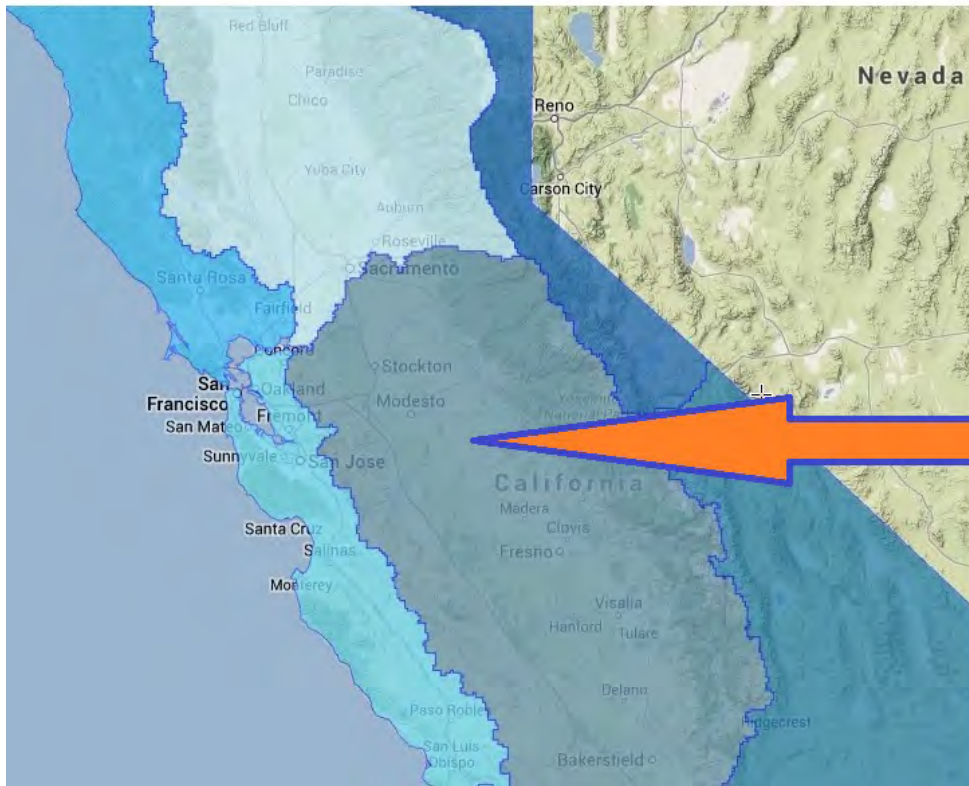 Red Bluff
Paradise
Chico
Nevada
Reno
Yuba City
Carson City
Auburn
Roseville
Sacramento
Santa Rosa
Fairfield
Concord
Stockton
San
Francisco
Oakland
Modesto
Yosemite
National Park
Fremont
San Mateo
Sunnyvale
San Jose
California
Madera
Clovis
Santa Cruz
Salinas
Fresno
Monterey
Visalia
Hanford
Tulare
Delano
Paso Robles
Ridgecrest
San Luis
Obispo
Bakersfield